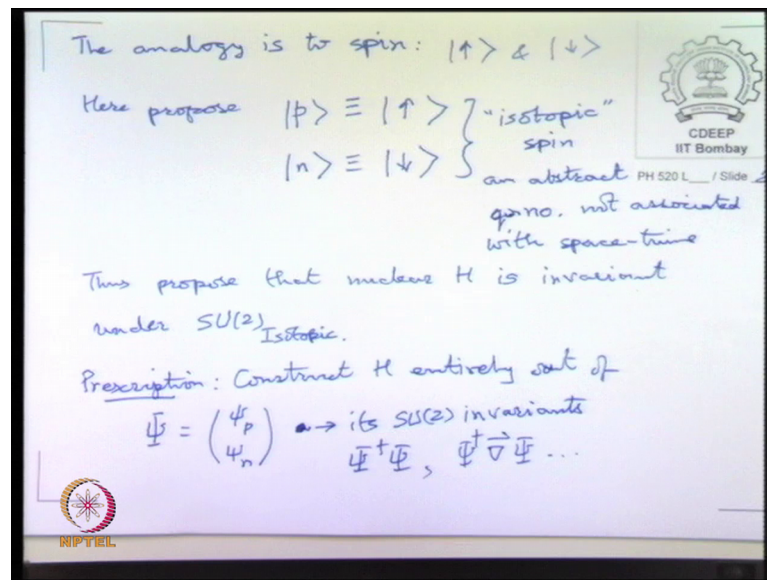 The analogy is to spin: |↑> & |↓>
Here propose |p> ≡ |↑> } "isotopic"
spin
|n> ≡ |↓>
an abstract
q. no. not associated
with space-time
CDEEP
IIT Bombay
PH 520 L___ / Slide 2
Thus propose that nuclear H is invariant
under SU(2) Isotopic.
Prescription: Construct H entirely out of
Ψ = (ψp ψn) → its SU(2) invariants
Ψ†Ψ, Ψ†∇⃗Ψ ...
NPTEL